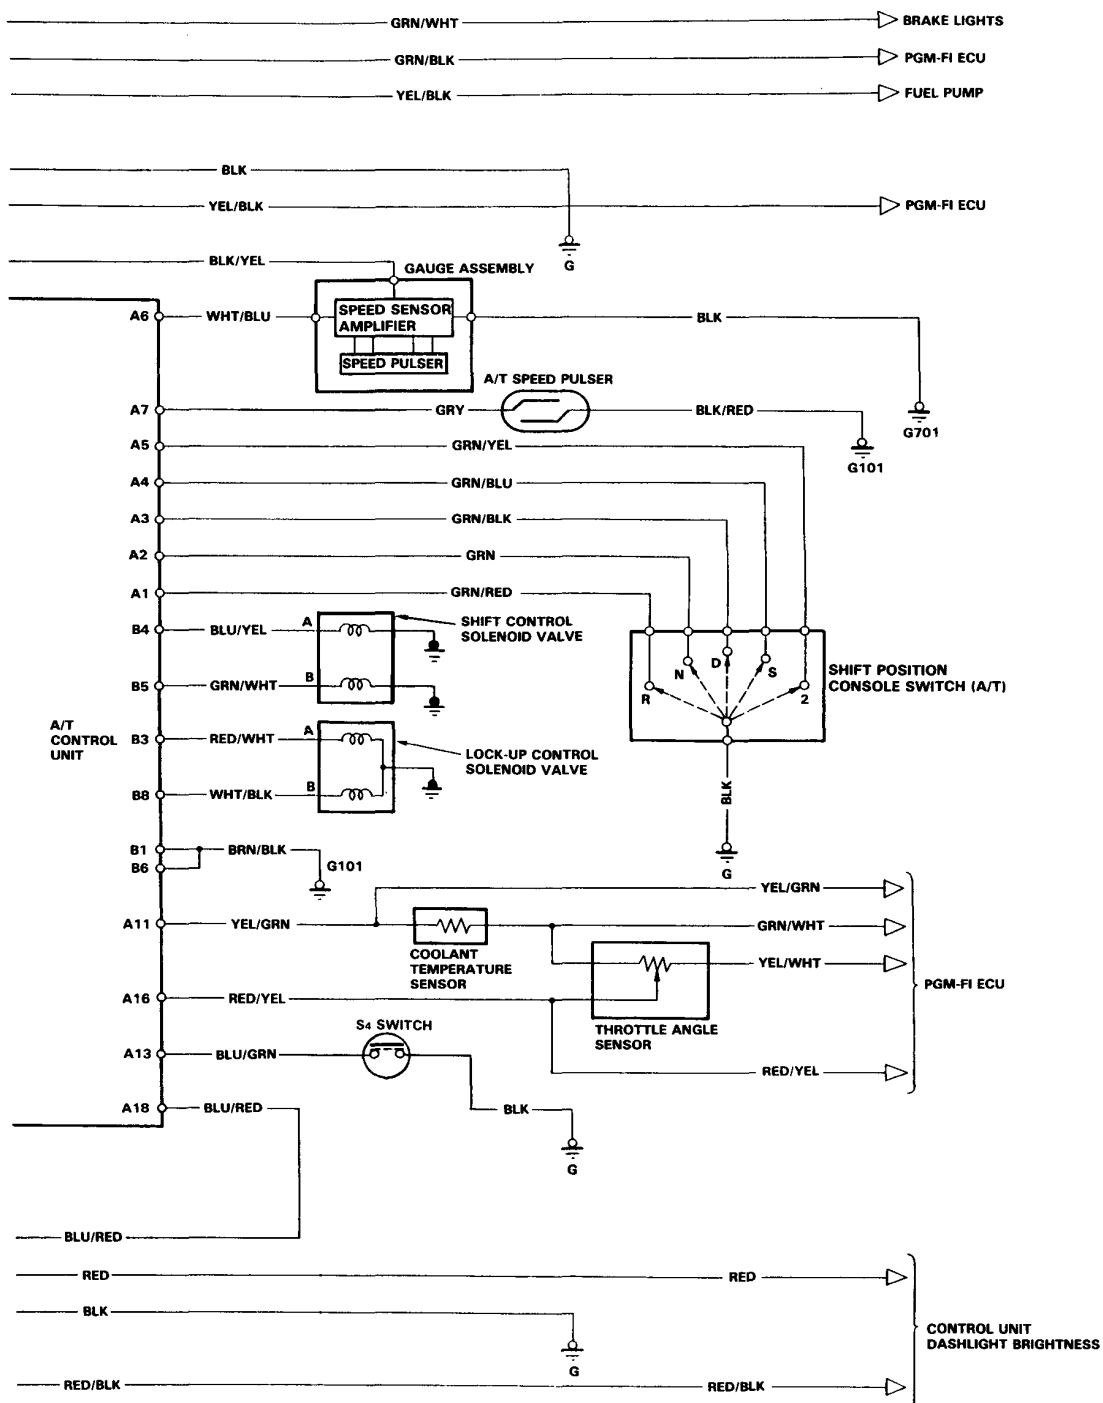 GRN/WHT BRAKE LIGHTS
GRN/BLK PGM-FI ECU
YEL/BLK FUEL PUMP
BLK
YEL/BLK PGM-FI ECU
G
BLK/YEL GAUGE ASSEMBLY
A6 WHT/BLU SPEED SENSOR AMPLIFIER BLK
SPEED PULSER
A/T SPEED PULSER
A7 GRY BLK/RED
G701
A5 GRN/YEL
G101
A4 GRN/BLU
A3 GRN/BLK
A2 GRN
A1 GRN/RED
B4 BLU/YEL A SHIFT CONTROL
SOLENOID VALVE
R N D S 2
SHIFT POSITION
CONSOLE SWITCH (A/T)
B5 GRN/WHT B
A/T
CONTROL
UNIT
B3 RED/WHT A
LOCK-UP CONTROL
SOLENOID VALVE
B8 WHT/BLK B
BLK
G
B1 BRN/BLK
B6
G101
YEL/GRN
A11 YEL/GRN GRN/WHT
COOLANT
TEMPERATURE
SENSOR
YEL/WHT
PGM-FI ECU
A16 RED/YEL
THROTTLE ANGLE
SENSOR
S4 SWITCH
A13 BLU/GRN
RED/YEL
A18 BLU/RED BLK
G
BLU/RED
RED RED
BLK
G
CONTROL UNIT
DASHLIGHT BRIGHTNESS
RED/BLK RED/BLK